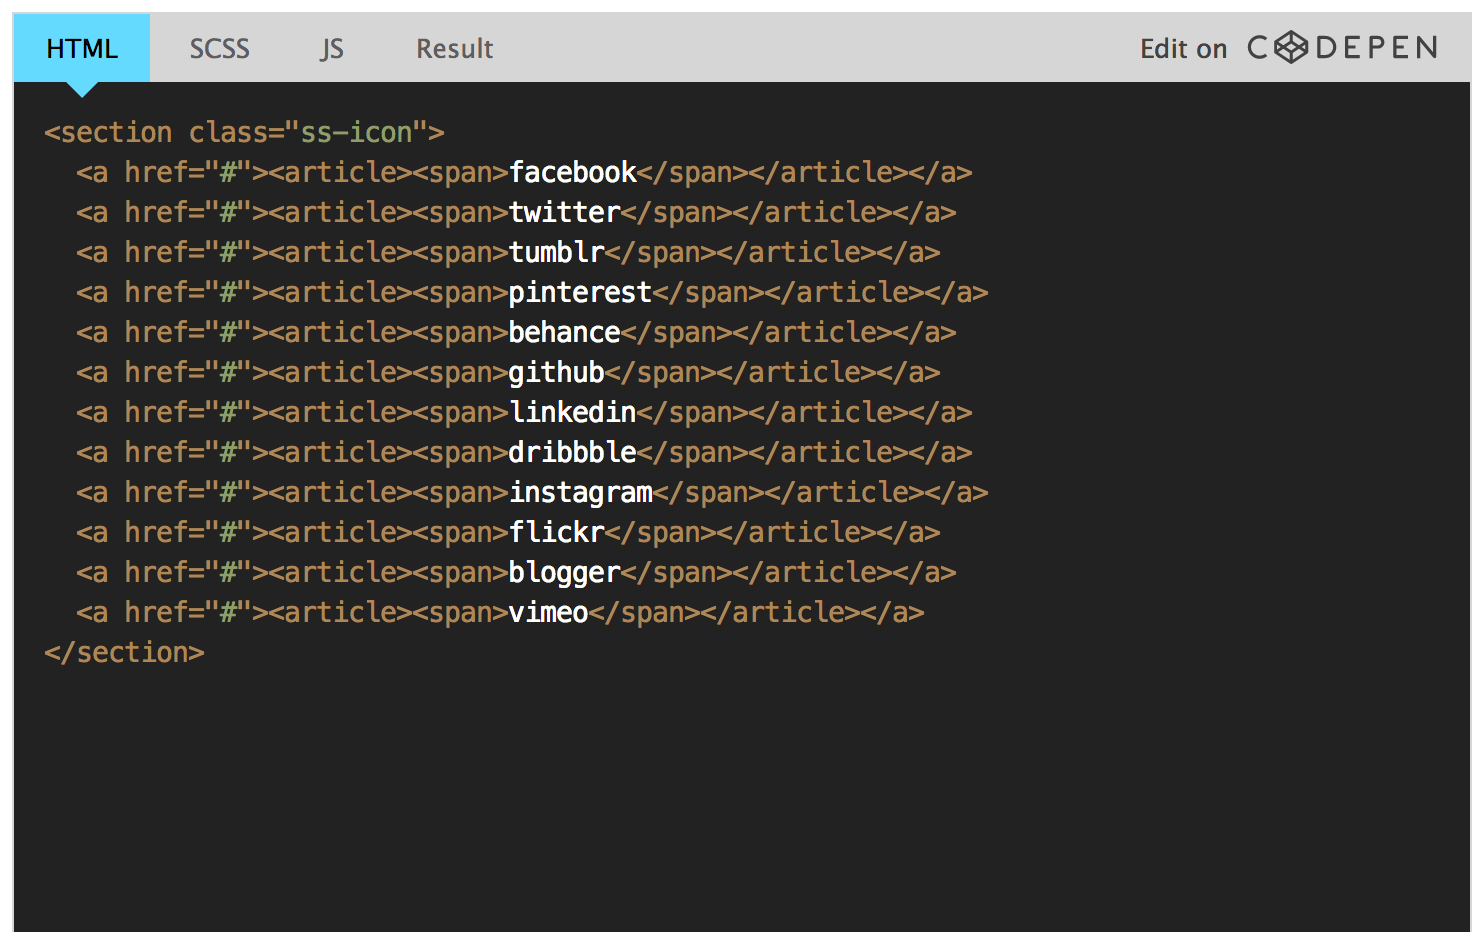 HTML SCSS JS Result Edit on CODEPEN
<section class="ss-icon">
  <a href="#"><article><span>facebook</span></article></a>
  <a href="#"><article><span>twitter</span></article></a>
  <a href="#"><article><span>tumblr</span></article></a>
  <a href="#"><article><span>pinterest</span></article></a>
  <a href="#"><article><span>behance</span></article></a>
  <a href="#"><article><span>github</span></article></a>
  <a href="#"><article><span>linkedin</span></article></a>
  <a href="#"><article><span>dribbble</span></article></a>
  <a href="#"><article><span>instagram</span></article></a>
  <a href="#"><article><span>flickr</span></article></a>
  <a href="#"><article><span>blogger</span></article></a>
  <a href="#"><article><span>vimeo</span></article></a>
</section>